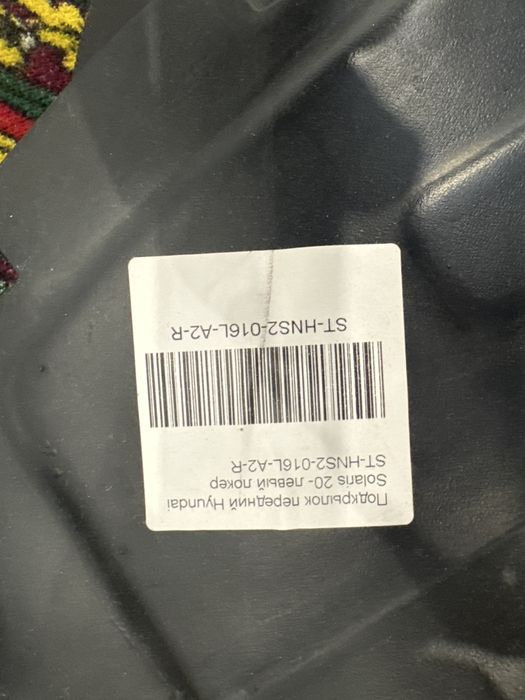 Подкрылок передний Hyundai
Solaris 20- левый локер
ST-HNS2-016L-A2-R
ST-HNS2-016L-A2-R